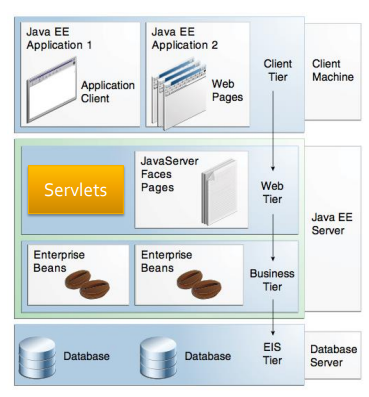 Java EE
Application 1
Application
Client
Java EE
Application 2
Web
Pages
Client
Tier
Client
Machine
Servlets
JavaServer
Faces
Pages
Web
Tier
Java EE
Server
Enterprise
Beans
Enterprise
Beans
Business
Tier
Database
Database
EIS
Tier
Database
Server